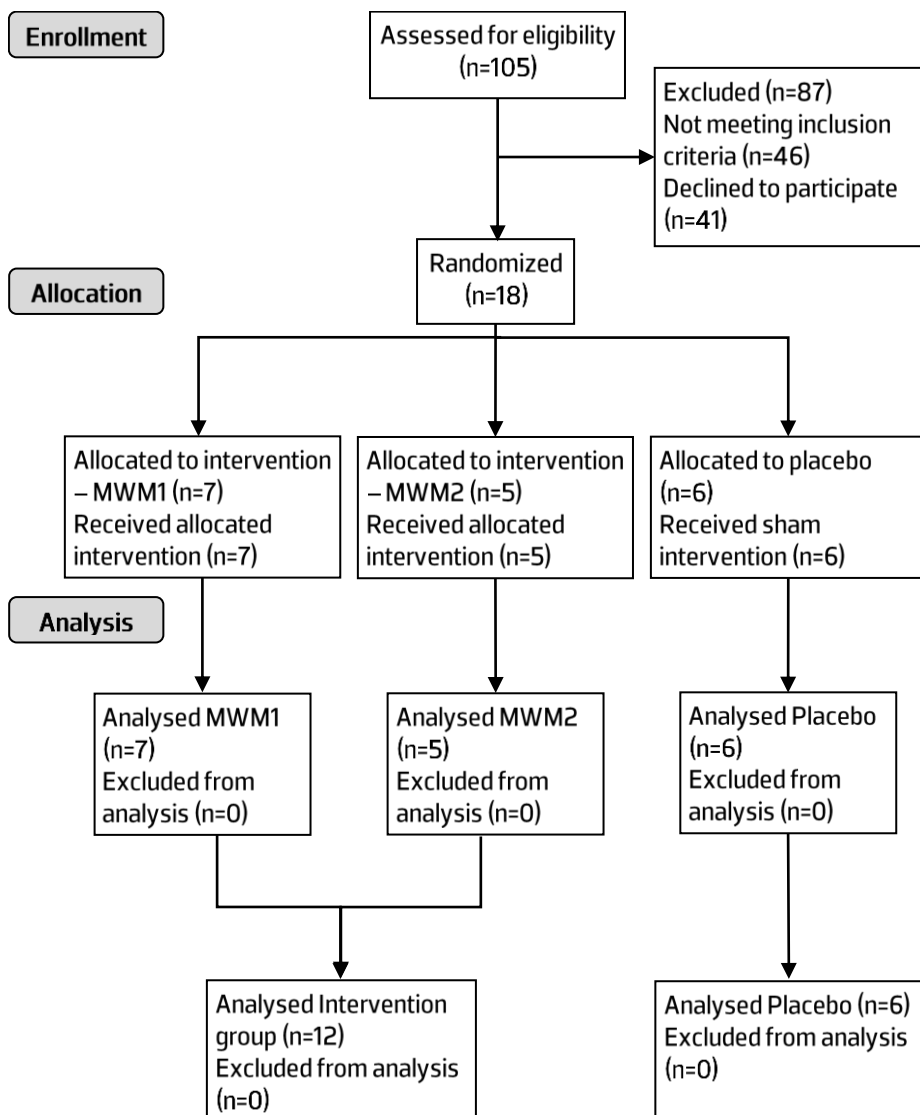 Enrollment
Assessed for eligibility
(n=105)
Excluded (n=87)
Not meeting inclusion
criteria (n=46)
Declined to participate
(n=41)
Randomized
(n=18)
Allocation
Allocated to intervention
– MWM1 (n=7)
Received allocated
intervention (n=7)
Allocated to intervention
– MWM2 (n=5)
Received allocated
intervention (n=5)
Allocated to placebo
(n=6)
Received sham
intervention (n=6)
Analysis
Analysed MWM1
(n=7)
Excluded from
analysis (n=0)
Analysed MWM2
(n=5)
Excluded from
analysis (n=0)
Analysed Placebo
(n=6)
Excluded from
analysis (n=0)
Analysed Intervention
group (n=12)
Excluded from analysis
(n=0)
Analysed Placebo (n=6)
Excluded from analysis
(n=0)